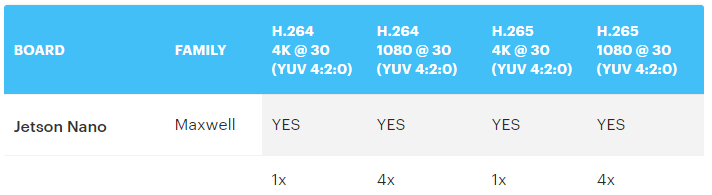 BOARD FAMILY H.264 4K @ 30 (YUV 4:2:0) H.264 1080 @ 30 (YUV 4:2:0) H.265 4K @ 30 (YUV 4:2:0) H.265 1080 @ 30 (YUV 4:2:0)
Jetson Nano Maxwell YES YES YES YES
1x 4x 1x 4x